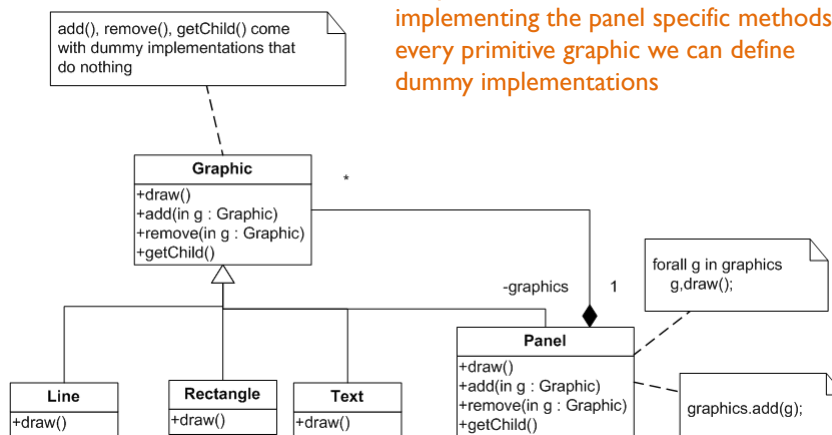 implementing the panel specific methods
every primitive graphic we can define
dummy implementations
add(), remove(), getChild() come
with dummy implementations that
do nothing
Graphic
+draw()
+add(in g : Graphic)
+remove(in g : Graphic)
+getChild()
*
-graphics
1
forall g in graphics
g,draw();
Panel
+draw()
+add(in g : Graphic)
+remove(in g : Graphic)
+getChild()
graphics.add(g);
Line
+draw()
Rectangle
+draw()
Text
+draw()